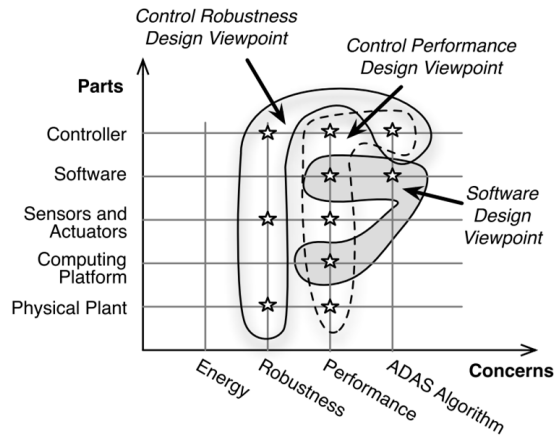 Control Robustness
Design Viewpoint
Control Performance
Design Viewpoint
Parts
Controller
Software
Sensors and
Actuators
Computing
Platform
Physical Plant
Software
Design
Viewpoint
Energy
Robustness
Performance
ADAS Algorithm
Concerns